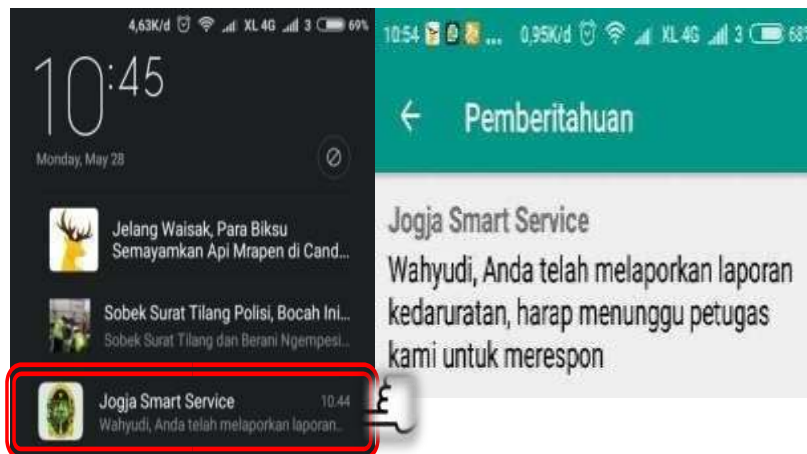 4,63K/d XL 4G 3 69%
10:45
Monday, May 28
Jelang Waisak, Para Biksu
Semayamkan Api Mrapen di Cand...
Sobek Surat Tilang Polisi, Bocah Ini...
Sobek Surat Tilang dan Berani Ngempesi...
Jogja Smart Service 10.44
Wahyudi, Anda telah melaporkan laporan...
10:54 ... 0,95K/d XL 4G 3 68%
Pemberitahuan
Jogja Smart Service
Wahyudi, Anda telah melaporkan laporan
kedaruratan, harap menunggu petugas
kami untuk merespon